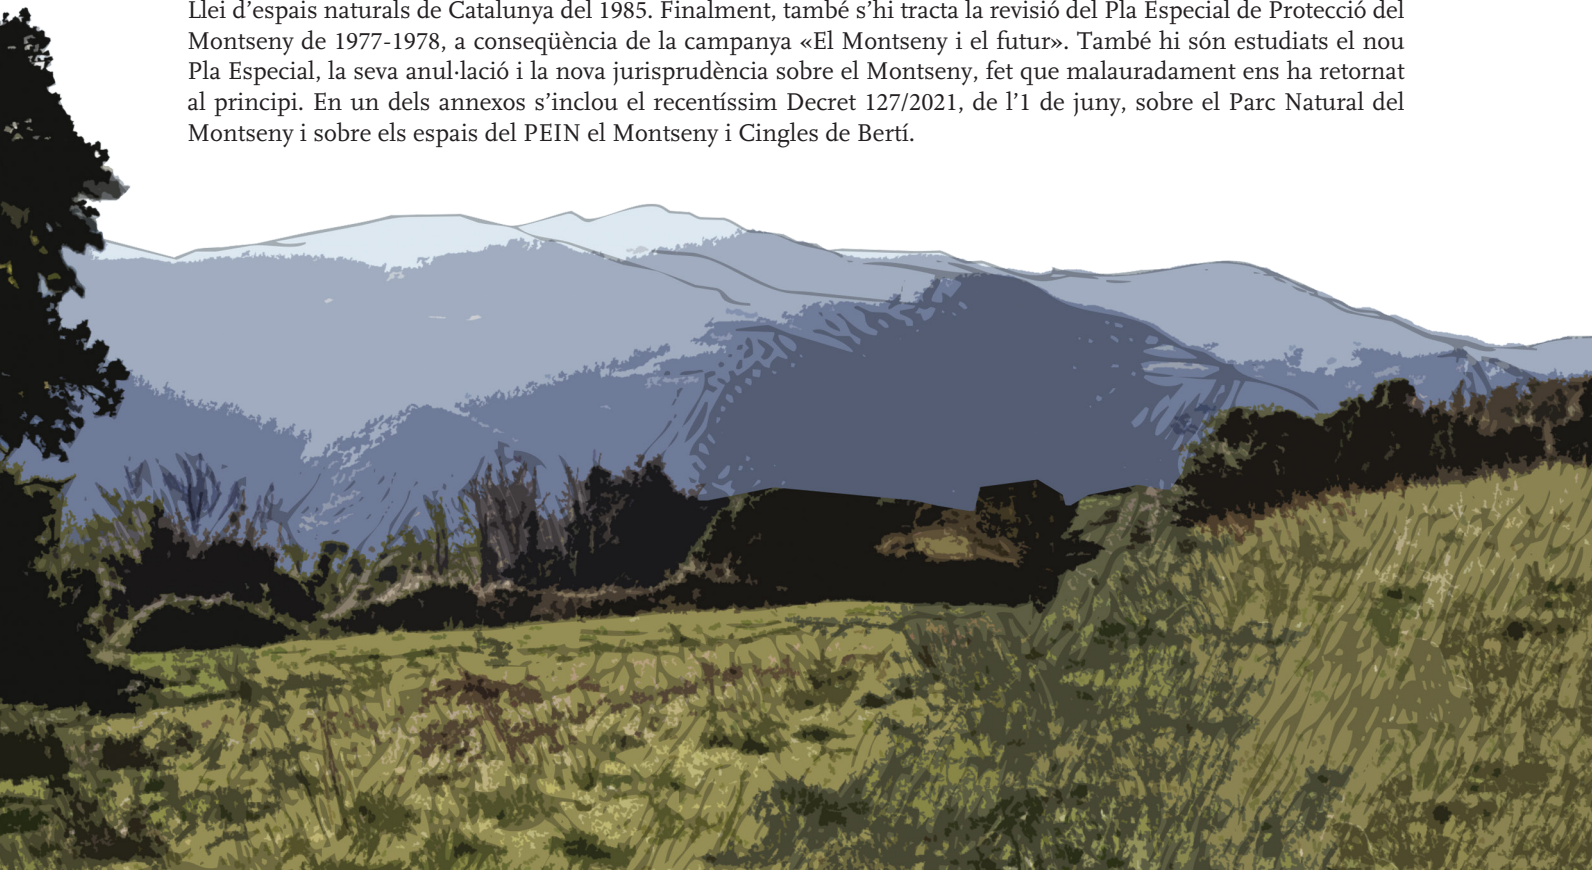 Llei d’espais naturals de Catalunya del 1985. Finalment, també s’hi tracta la revisió del Pla Especial de Protecció del
Montseny de 1977-1978, a conseqüència de la campanya «El Montseny i el futur». També hi són estudiats el nou
Pla Especial, la seva anul·lació i la nova jurisprudència sobre el Montseny, fet que malauradament ens ha retornat
al principi. En un dels annexos s’inclou el recentíssim Decret 127/2021, de l’1 de juny, sobre el Parc Natural del
Montseny i sobre els espais del PEIN el Montseny i Cingles de Bertí.